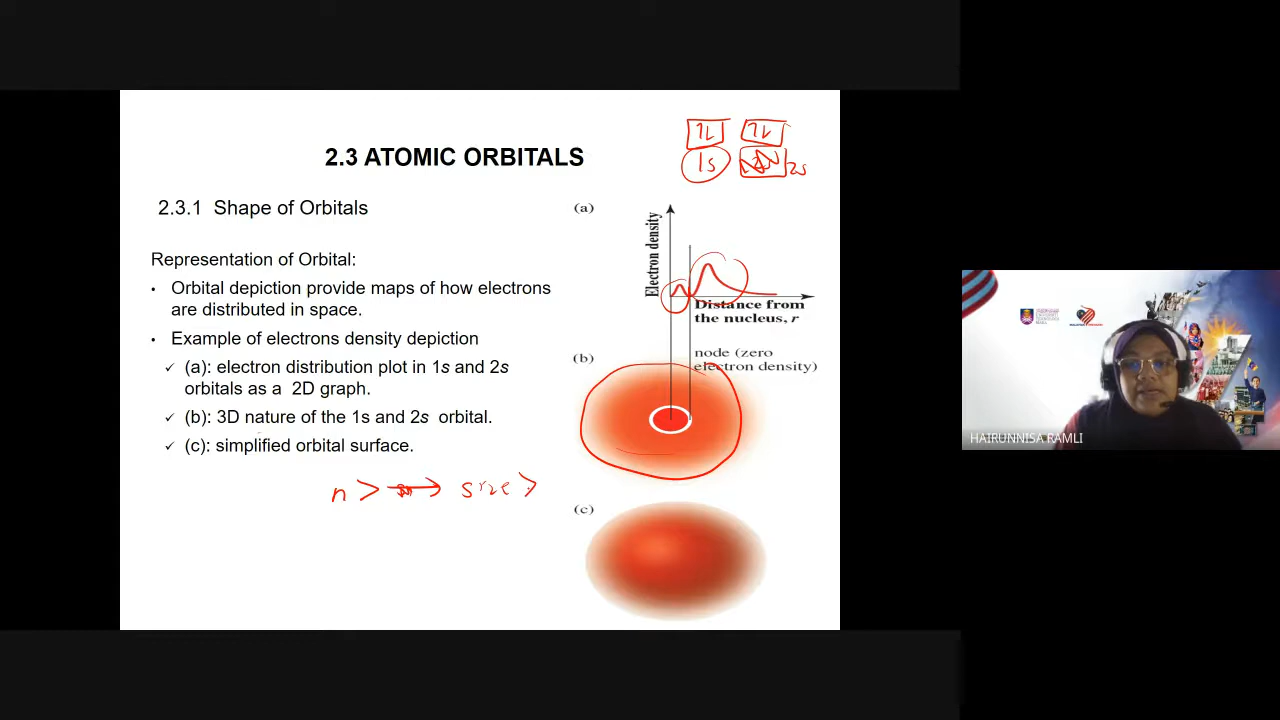 1s
2s
2.3 ATOMIC ORBITALS
2.3.1 Shape of Orbitals
Representation of Orbital:
• Orbital depiction provide maps of how electrons
are distributed in space.
• Example of electrons density depiction
✓ (a): electron distribution plot in 1s and 2s
orbitals as a 2D graph.
✓ (b): 3D nature of the 1s and 2s orbital.
✓ (c): simplified orbital surface.
n > → size >
(a)
Electron density
Distance from
the nucleus, r
(b)
node (zero
electron density)
(c)
HAIRUNNISA RAMLI